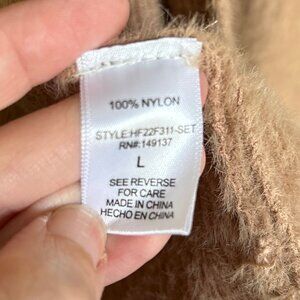 100% NYLON
STYLE:HF22F311-SET
RN#:149137
L
SEE REVERSE
FOR CARE
MADE IN CHINA
HECHO EN CHINA